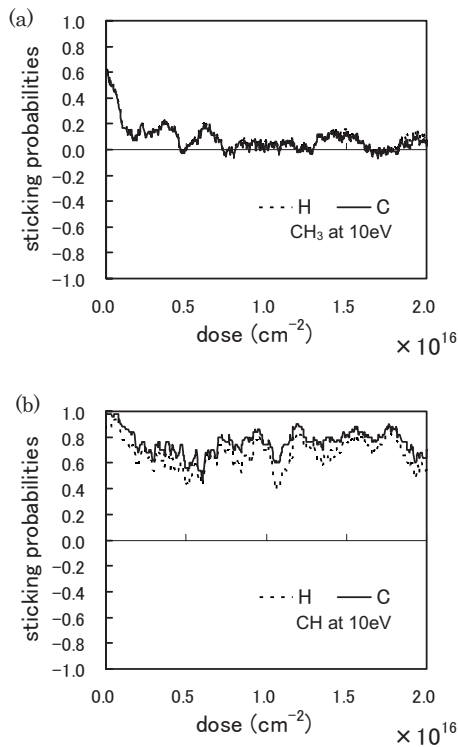 (a)
1.0
0.8
0.6
0.4
0.2
0.0
−0.2
−0.4
−0.6
−0.8
−1.0
sticking probabilities
H C
CH₃ at 10eV
0.0 0.5 1.0 1.5 2.0
dose (cm⁻²)
× 10¹⁶
(b)
1.0
0.8
0.6
0.4
0.2
0.0
−0.2
−0.4
−0.6
−0.8
−1.0
sticking probabilities
H C
CH at 10eV
0.0 0.5 1.0 1.5 2.0
dose (cm⁻²)
× 10¹⁶